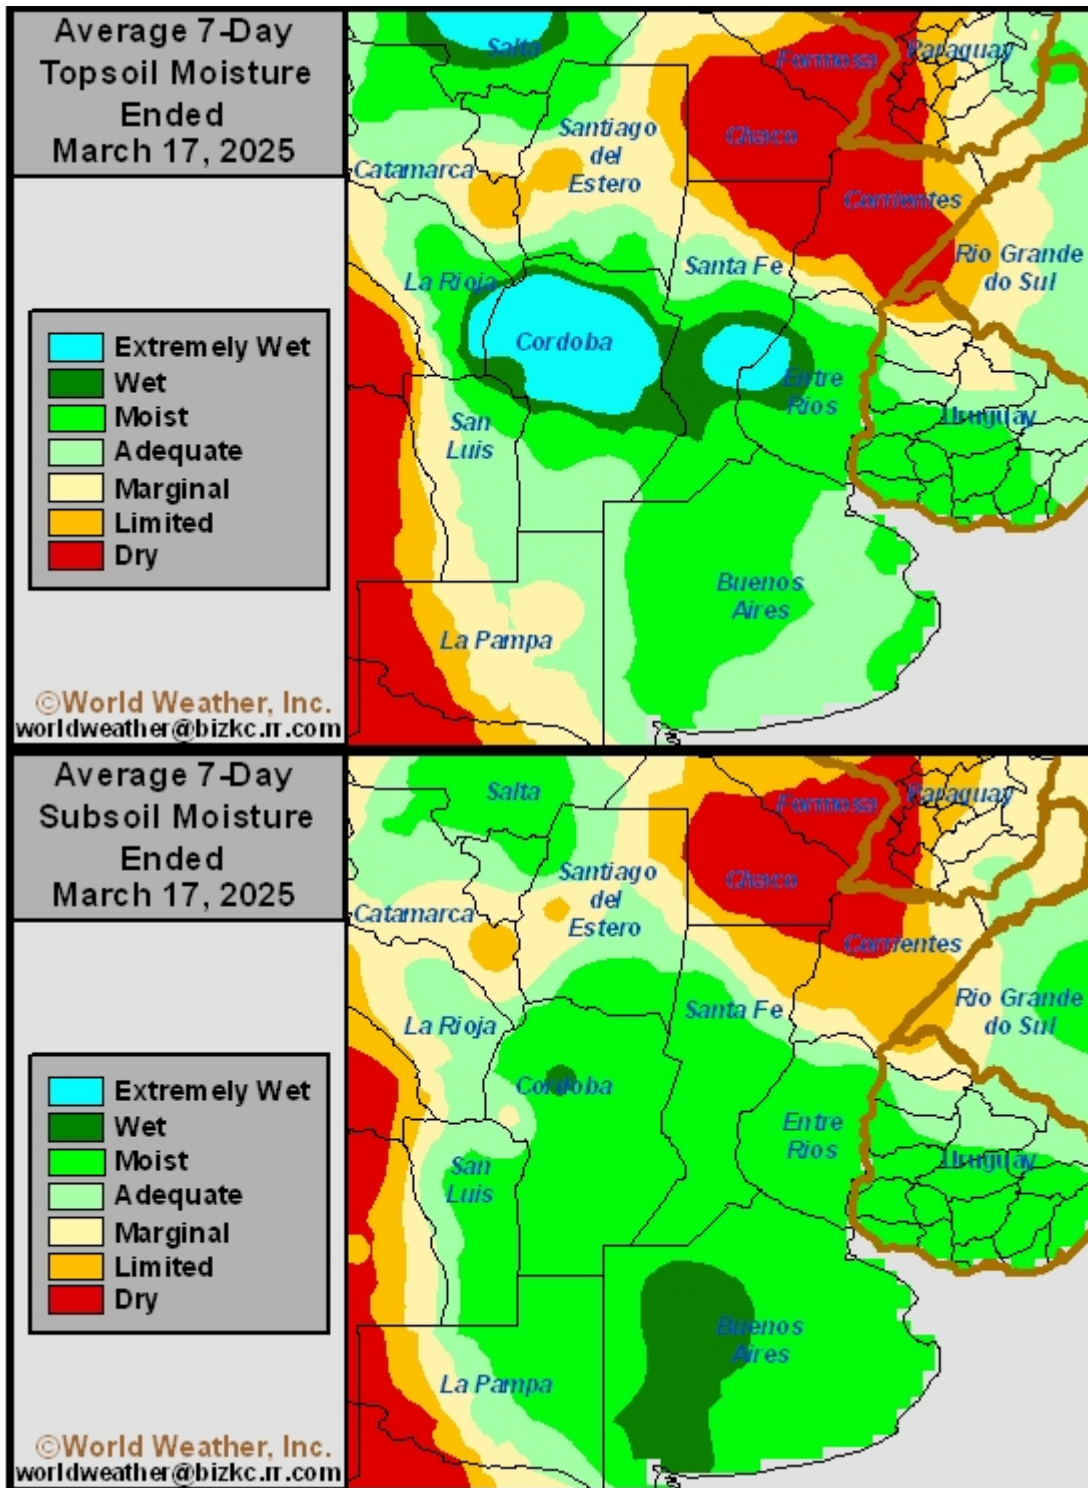 Average 7-Day
Topsoil Moisture
Ended
March 17, 2025
Extremely Wet
Wet
Moist
Adequate
Marginal
Limited
Dry
©World Weather, Inc.
worldweather@bizkc.rr.com
Salta
Formosa
Paraguay
Santiago
del
Estero
Chaco
Catamarca
Corrientes
La Rioja
Santa Fe
Rio Grande
do Sul
Cordoba
Entre
Rios
San
Luis
Uruguay
Buenos
Aires
La Pampa
Average 7-Day
Subsoil Moisture
Ended
March 17, 2025
Extremely Wet
Wet
Moist
Adequate
Marginal
Limited
Dry
©World Weather, Inc.
worldweather@bizkc.rr.com
Salta
Formosa
Paraguay
Santiago
del
Estero
Chaco
Catamarca
Corrientes
La Rioja
Santa Fe
Rio Grande
do Sul
Cordoba
Entre
Rios
San
Luis
Uruguay
Buenos
Aires
La Pampa